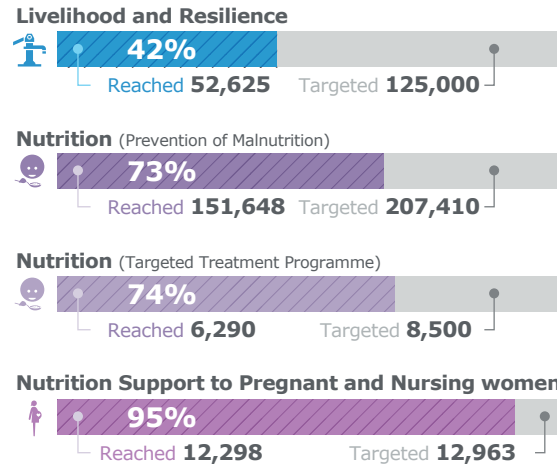 Livelihood and Resilience
42%
Reached 52,625 Targeted 125,000
Nutrition (Prevention of Malnutrition)
73%
Reached 151,648 Targeted 207,410
Nutrition (Targeted Treatment Programme)
74%
Reached 6,290 Targeted 8,500
Nutrition Support to Pregnant and Nursing women
95%
Reached 12,298 Targeted 12,963